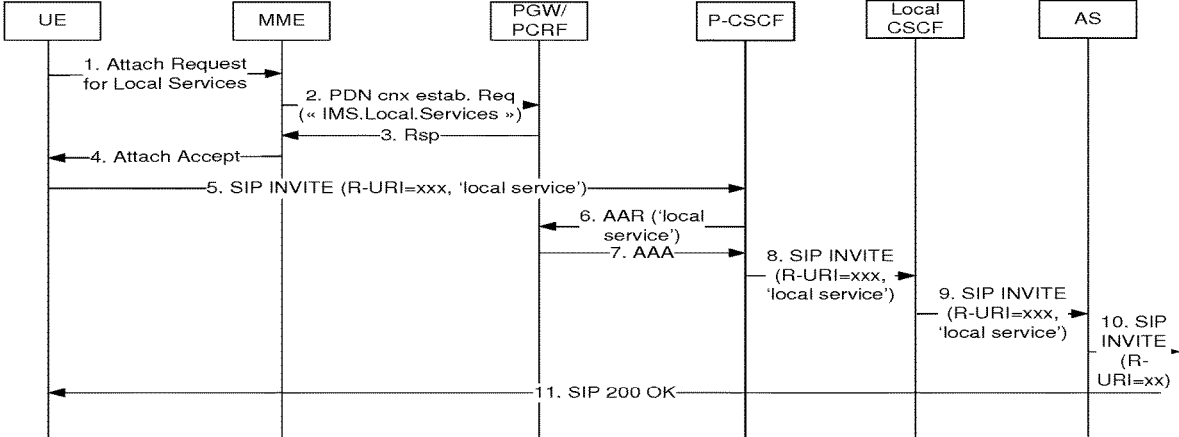 UE
MME
PGW/
PCRF
P-CSCF
Local
CSCF
AS
1. Attach Request
for Local Services
2. PDN cnx estab. Req
(« IMS.Local.Services »)
3. Rsp
4. Attach Accept
5. SIP INVITE (R-URI=xxx, 'local service')
6. AAR ('local
service')
7. AAA
8. SIP INVITE
(R-URI=xxx,
'local service')
9. SIP INVITE
(R-URI=xxx,
'local service')
10. SIP
INVITE
(R-
URI=xx)
11. SIP 200 OK